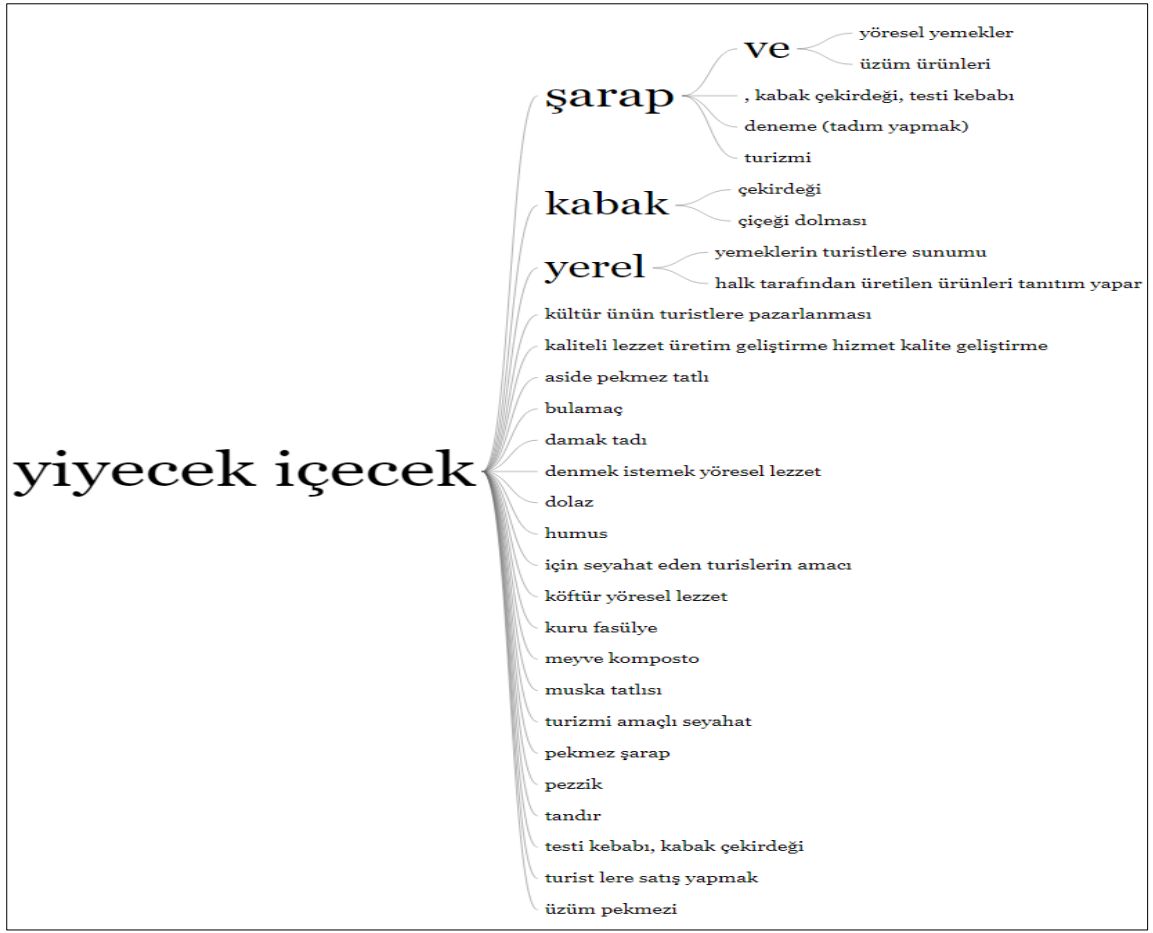 yiyecek içecek
şarap
ve
yöresel yemekler
üzüm ürünleri
, kabak çekirdeği, testi kebabı
deneme (tadım yapmak)
turizmi
kabak
çekirdeği
çiçeği dolması
yerel
yemeklerin turistlere sunumu
halk tarafından üretilen ürünleri tanıtım yapar
kültür ünün turistlere pazarlanması
kaliteli lezzet üretim geliştirme hizmet kalite geliştirme
aside pekmez tatlı
bulamaç
damak tadı
denmek istemek yöresel lezzet
dolaz
humus
için seyahat eden turislerin amacı
köftür yöresel lezzet
kuru fasülye
meyve komposto
muska tatlısı
turizmi amaçlı seyahat
pekmez şarap
pezzik
tandır
testi kebabı, kabak çekirdeği
turist lere satış yapmak
üzüm pekmezi